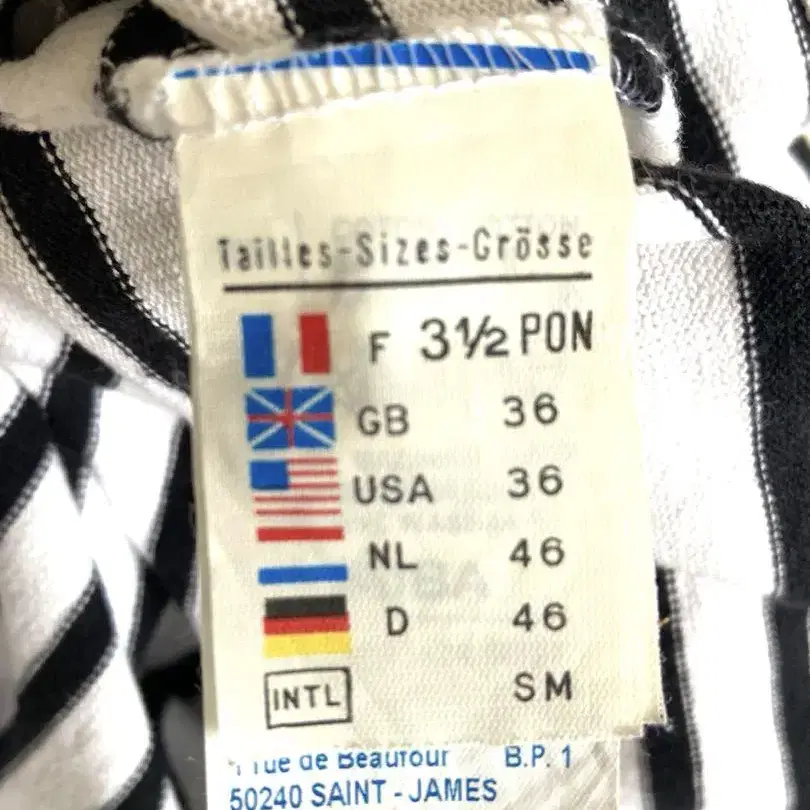 Tailles-Sizes-Grösse
F 3½ PON
GB 36
USA 36
NL 46
D 46
INTL SM
rue de Beaufour B.P. 1
50240 SAINT - JAMES